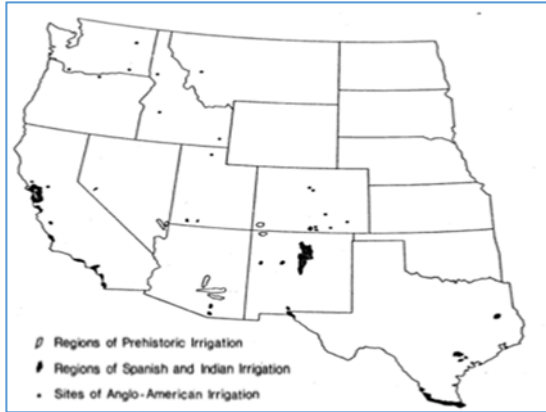 Regions of Prehistoric Irrigation
Regions of Spanish and Indian Irrigation
Sites of Anglo-American Irrigation